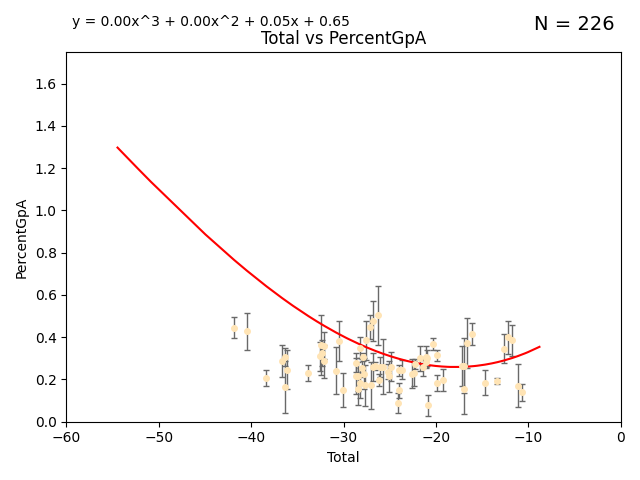 y = 0.00x^3 + 0.00x^2 + 0.05x + 0.65
N = 226
Total vs PercentGpA
PercentGpA
1.6
1.4
1.2
1.0
0.8
0.6
0.4
0.2
0.0
−60 −50 −40 −30 −20 −10 0
Total